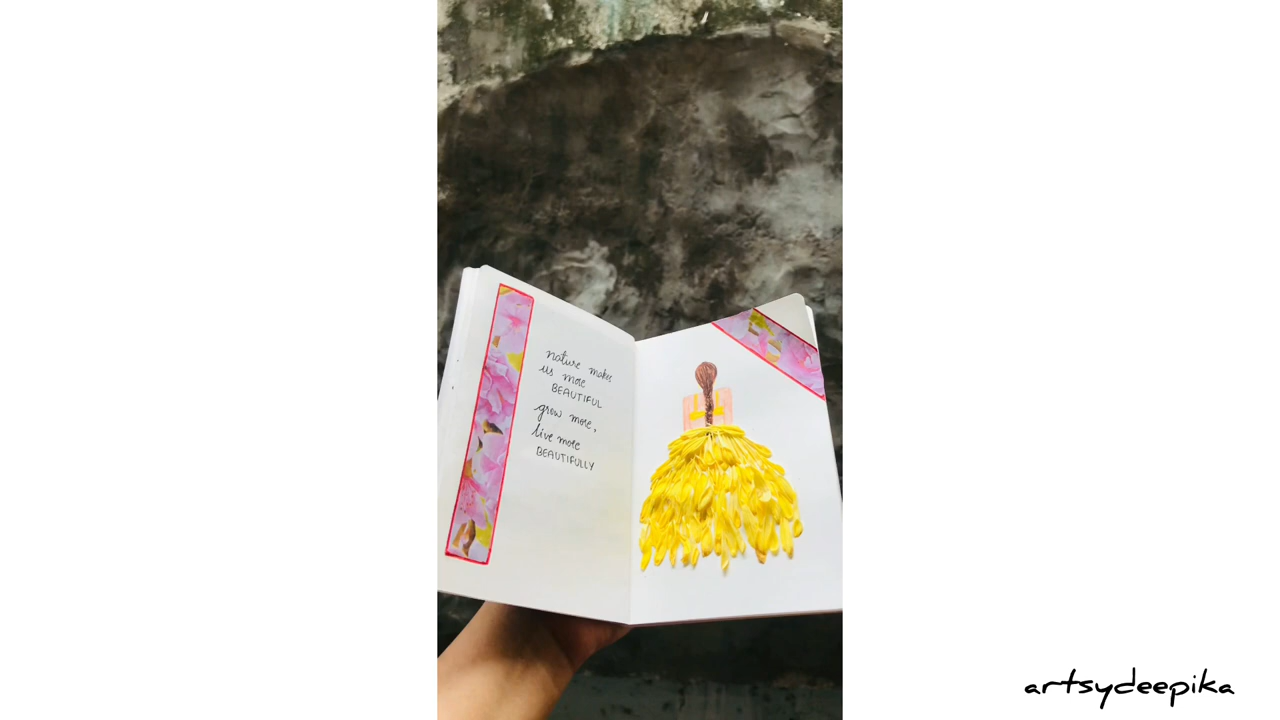 nature makes
us more
BEAUTIFUL
grow more,
live more
BEAUTIFULLY
artsydeepika